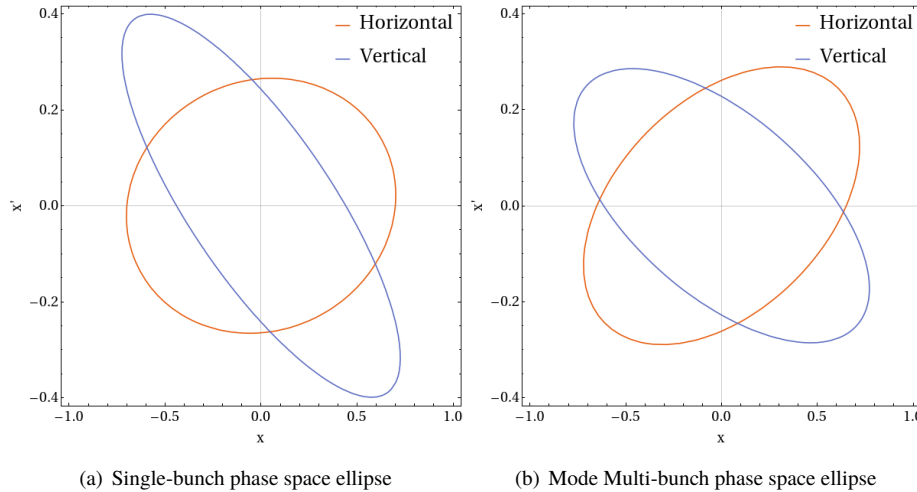 Horizontal
Vertical
0.4
0.2
0.0
−0.2
−0.4
x'
−1.0 −0.5 0.0 0.5 1.0
x
(a) Single-bunch phase space ellipse
Horizontal
Vertical
0.4
0.2
0.0
−0.2
−0.4
x'
−1.0 −0.5 0.0 0.5 1.0
x
(b) Mode Multi-bunch phase space ellipse